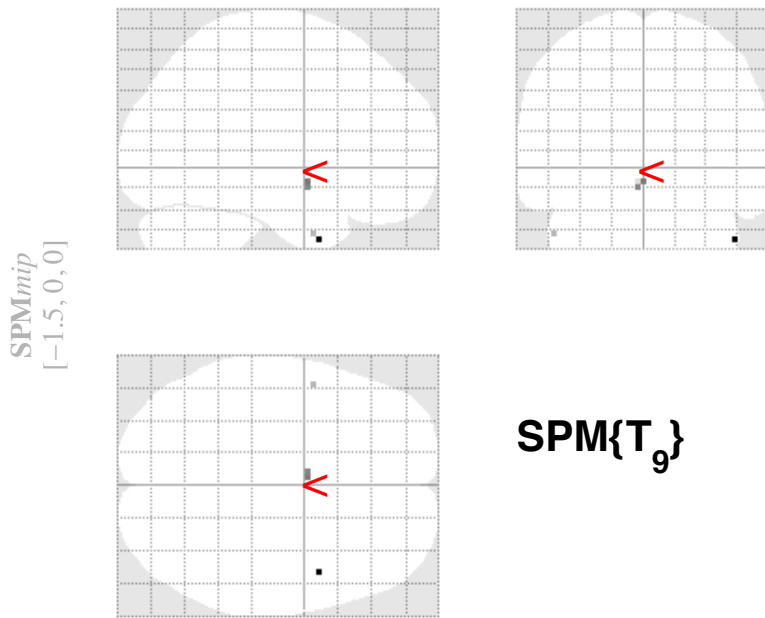 SPMmip
[−1.5, 0, 0]
<
<
<
SPM{T9}